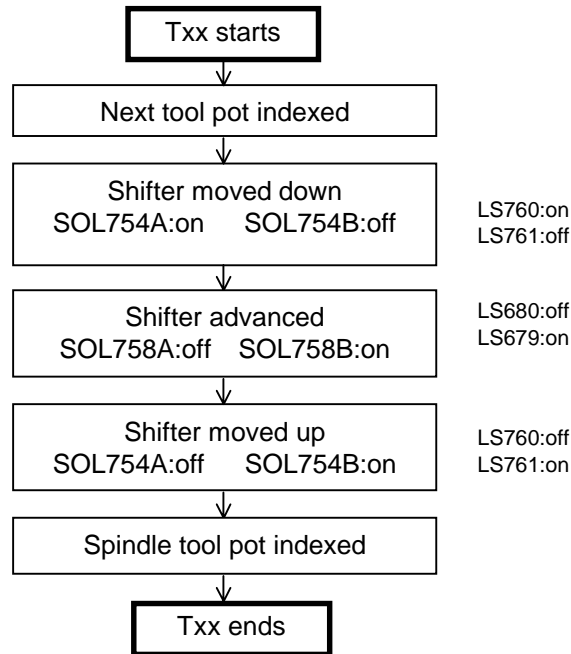 Txx starts
Next tool pot indexed
Shifter moved down
SOL754A:on SOL754B:off
LS760:on
LS761:off
Shifter advanced
SOL758A:off SOL758B:on
LS680:off
LS679:on
Shifter moved up
SOL754A:off SOL754B:on
LS760:off
LS761:on
Spindle tool pot indexed
Txx ends